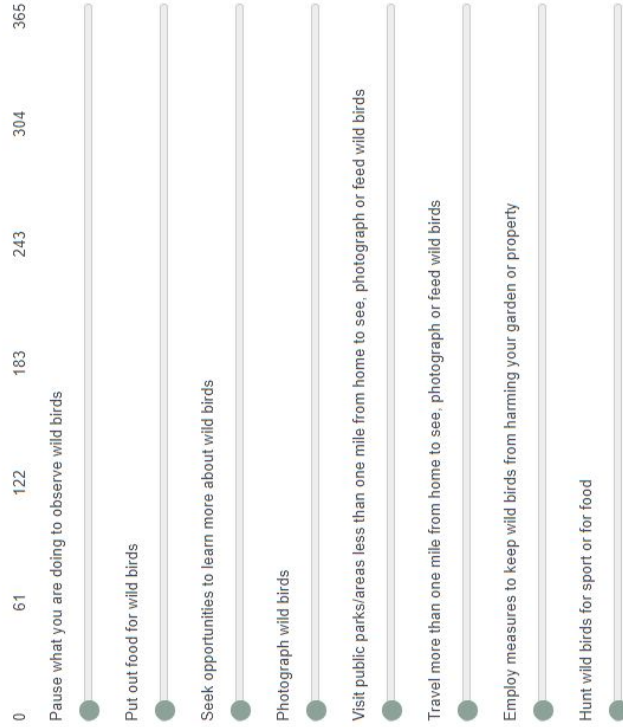 0 61 122 183 243 304 365
Pause what you are doing to observe wild birds
Put out food for wild birds
Seek opportunities to learn more about wild birds
Photograph wild birds
Visit public parks/areas less than one mile from home to see, photograph or feed wild birds
Travel more than one mile from home to see, photograph or feed wild birds
Employ measures to keep wild birds from harming your garden or property
Hunt wild birds for sport or for food